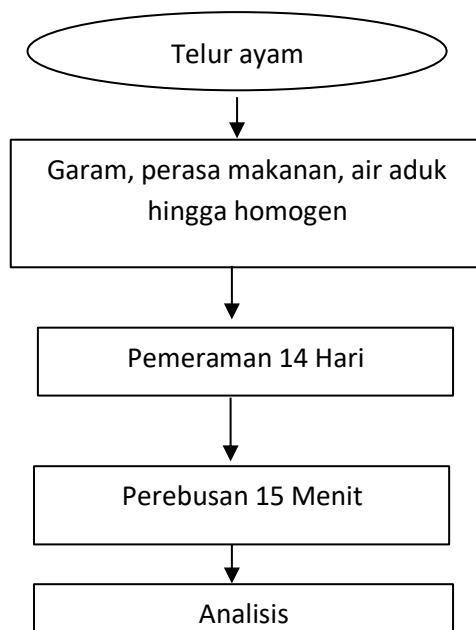 Telur ayam
Garam, perasa makanan, air aduk
hingga homogen
Pemeraman 14 Hari
Perebusan 15 Menit
Analisis